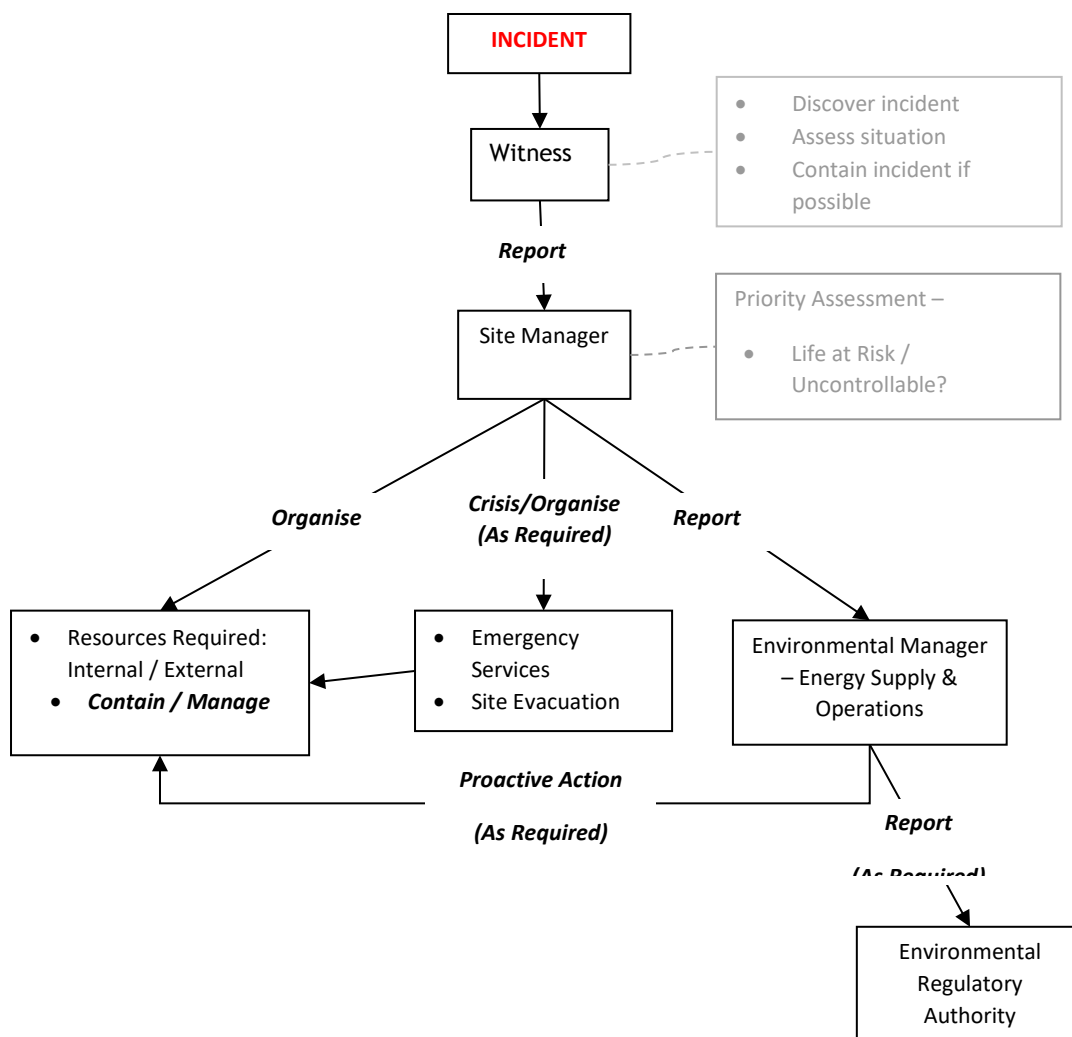 INCIDENT
• Discover incident
• Assess situation
• Contain incident if
possible
Witness
Report
Priority Assessment –
• Life at Risk /
Uncontrollable?
Site Manager
Organise
Crisis/Organise
(As Required)
Report
• Resources Required:
Internal / External
• Contain / Manage
• Emergency
Services
• Site Evacuation
Environmental Manager
– Energy Supply &
Operations
Proactive Action
(As Required)
Report
(As Required)
Environmental
Regulatory
Authority